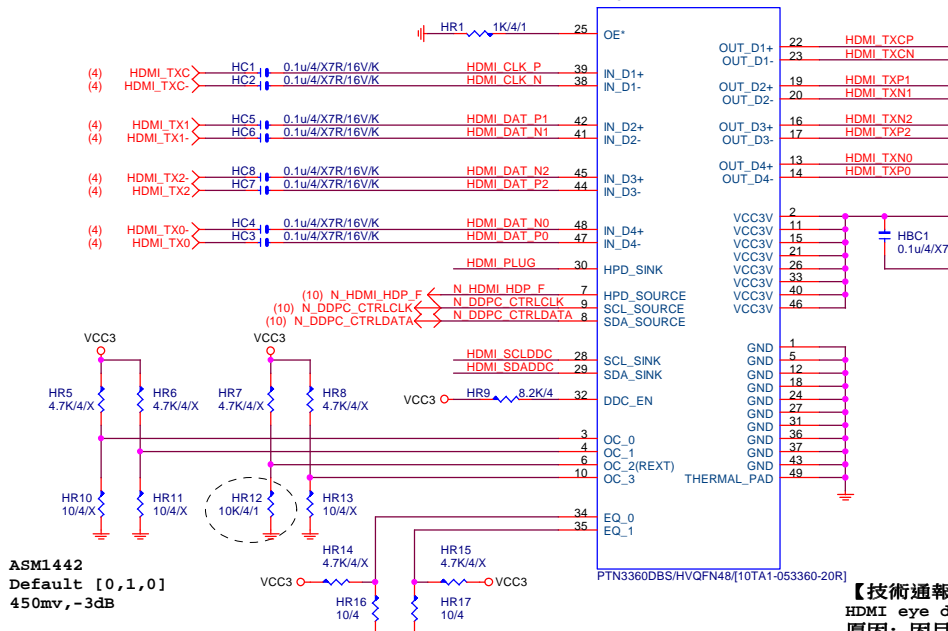 HR1 1K/4/1 25 OE*
OUT_D1+ 22 HDMI_TXCP
OUT_D1- 23 HDMI_TXCN
(4) HDMI_TXC HC1 0.1u/4/X7R/16V/K HDMI_CLK_P 39 IN_D1+
(4) HDMI_TXC- HC2 0.1u/4/X7R/16V/K HDMI_CLK_N 38 IN_D1-
OUT_D2+ 19 HDMI_TXP1
OUT_D2- 20 HDMI_TXN1
(4) HDMI_TX1 HC5 0.1u/4/X7R/16V/K HDMI_DAT_P1 42 IN_D2+
(4) HDMI_TX1- HC6 0.1u/4/X7R/16V/K HDMI_DAT_N1 41 IN_D2-
OUT_D3+ 16 HDMI_TXN2
OUT_D3- 17 HDMI_TXP2
(4) HDMI_TX2- HC8 0.1u/4/X7R/16V/K HDMI_DAT_N2 45 IN_D3+
(4) HDMI_TX2 HC7 0.1u/4/X7R/16V/K HDMI_DAT_P2 44 IN_D3-
OUT_D4+ 13 HDMI_TXN0
OUT_D4- 14 HDMI_TXP0
(4) HDMI_TX0- HC4 0.1u/4/X7R/16V/K HDMI_DAT_N0 48 IN_D4+
(4) HDMI_TX0 HC3 0.1u/4/X7R/16V/K HDMI_DAT_P0 47 IN_D4-
VCC3V 2
VCC3V 11
VCC3V 15
VCC3V 21
VCC3V 26
VCC3V 33
VCC3V 40
VCC3V 46
HBC1
0.1u/4/X7
HDMI_PLUG 30 HPD_SINK
(10) N_HDMI_HDP_F N_HDMI_HDP_F 7 HPD_SOURCE
(10) N_DDPC_CTRLCLK N_DDPC_CTRLCLK 9 SCL_SOURCE
(10) N_DDPC_CTRLDATA N_DDPC_CTRLDATA 8 SDA_SOURCE
GND 1
GND 5
GND 12
GND 18
GND 24
GND 27
GND 31
GND 36
GND 37
GND 43
THERMAL_PAD 49
HDMI_SCLDDC 28 SCL_SINK
HDMI_SDADDC 29 SDA_SINK
VCC3 HR9 8.2K/4 32 DDC_EN
VCC3 VCC3
HR5 HR6 HR7 HR8
4.7K/4/X 4.7K/4/X 4.7K/4/X 4.7K/4/X
3 OC_0
4 OC_1
6 OC_2(REXT)
10 OC_3
HR10 HR11 HR12 HR13
10/4/X 10/4/X 10K/4/1 10/4/X
34 EQ_0
35 EQ_1
HR14 HR15
4.7K/4/X 4.7K/4/X
VCC3 VCC3
HR16 HR17
10/4 10/4
PTN3360DBS/HVQFN48/[10TA1-053360-20R]
ASM1442
Default [0,1,0]
450mv,-3dB
【技術通報
HDMI eye d